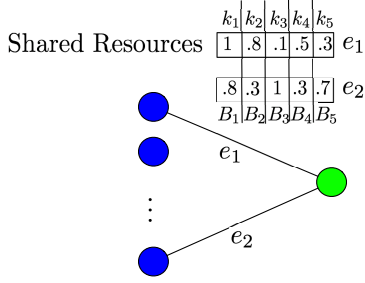 k₁ k₂ k₃ k₄ k₅
Shared Resources 1 .8 .1 .5 .3 e₁
.8 .3 1 .3 .7 e₂
B₁ B₂ B₃ B₄ B₅
e₁
⋮
e₂